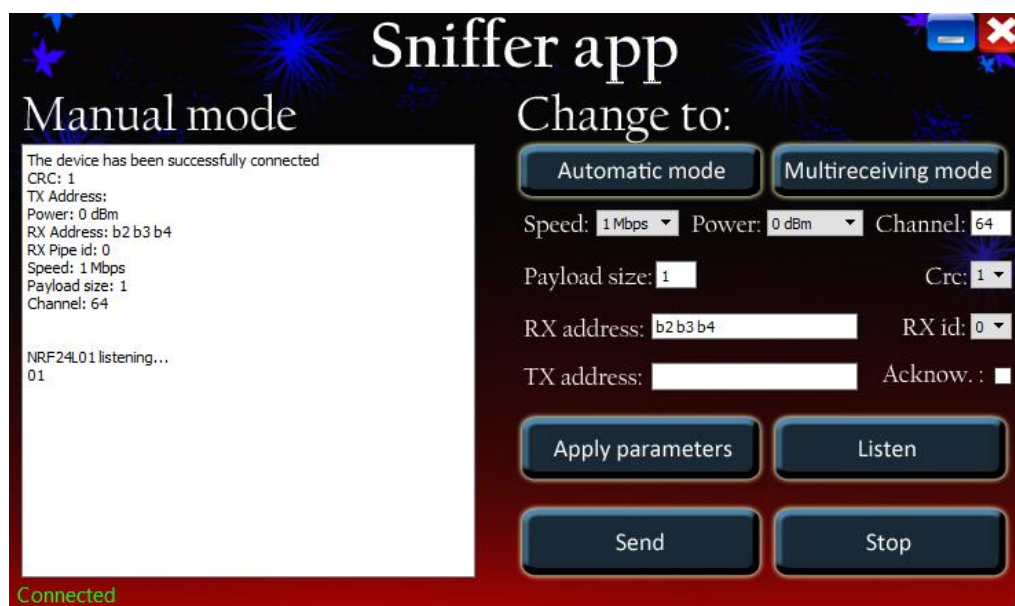 Sniffer app
Manual mode
The device has been successfully connected
CRC: 1
TX Address:
Power: 0 dBm
RX Address: b2 b3 b4
RX Pipe id: 0
Speed: 1 Mbps
Payload size: 1
Channel: 64
NRF24L01 listening...
01
Connected
Change to:
Automatic mode Multireceiving mode
Speed: 1 Mbps Power: 0 dBm Channel: 64
Payload size: 1 Crc: 1
RX address: b2 b3 b4 RX id: 0
TX address: Acknow. :
Apply parameters Listen
Send Stop